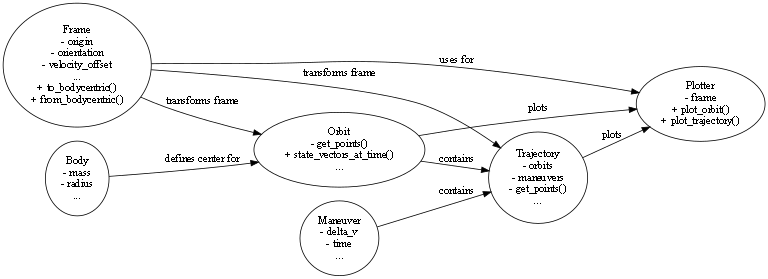 Frame
- origin
- orientation
- velocity_offset
...
+ to_bodycentric()
+ from_bodycentric()
uses for
transforms frame
transforms frame
Plotter
- frame
+ plot_orbit()
+ plot_trajectory()
plots
plots
Orbit
- get_points()
+ state_vectors_at_time()
...
Body
- mass
- radius
...
defines center for
contains
Trajectory
- orbits
- maneuvers
- get_points()
...
contains
Maneuver
- delta_v
- time
...